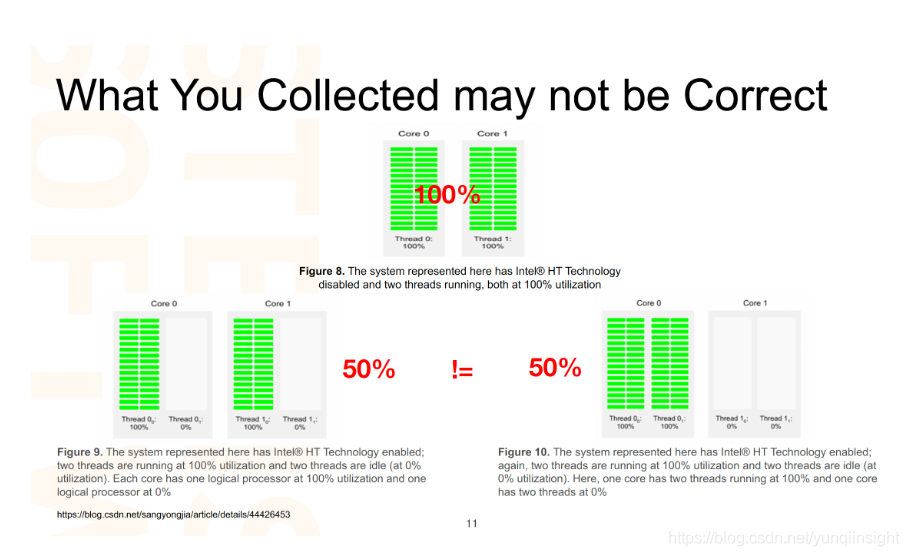 What You Collected may not be Correct
Core 0 Core 1
100%
Thread 0: Thread 1:
100% 100%
Figure 8. The system represented here has Intel® HT Technology
disabled and two threads running, both at 100% utilization
Core 0 Core 1
50%
Thread 0₀: Thread 0₁: Thread 1₀: Thread 1₁:
100% 0% 100% 0%
!=
Core 0 Core 1
50%
Thread 0₀: Thread 0₁: Thread 1₀: Thread 1₁:
100% 100% 0% 0%
Figure 9. The system represented here has Intel® HT Technology enabled;
two threads are running at 100% utilization and two threads are idle (at 0%
utilization). Each core has one logical processor at 100% utilization and one
logical processor at 0%
Figure 10. The system represented here has Intel® HT Technology enabled;
again, two threads are running at 100% utilization and two threads are idle (at
0% utilization). Here, one core has two threads running at 100% and one core
has two threads at 0%
https://blog.csdn.net/sangyongjia/article/details/44426453
11
https://blog.csdn.net/yunqiinsight